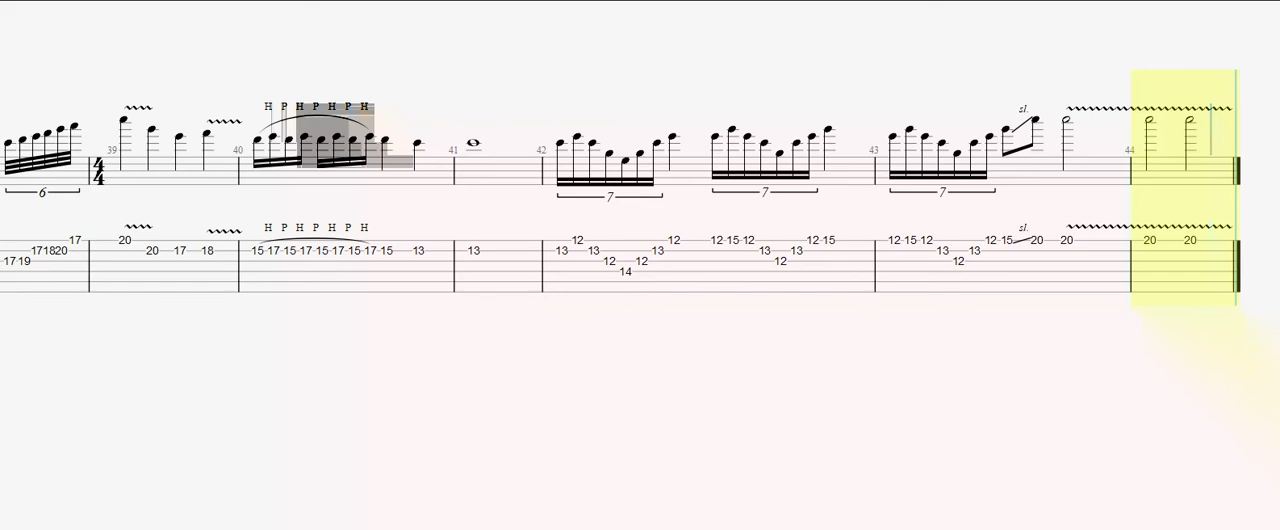 H P H P H P H sl.
39 40 41 42 43 44
4
4
6 7 7 7
H P H P H P H sl.
17 20 12 12 12 15 12 12 15 12 15 12 12 15 20 20 20 20
17 18 20 20 17 18 15 17 15 17 15 17 15 17 15 13 13 13 13 13 13 13 13 13
17 19 12 12 12 12
14